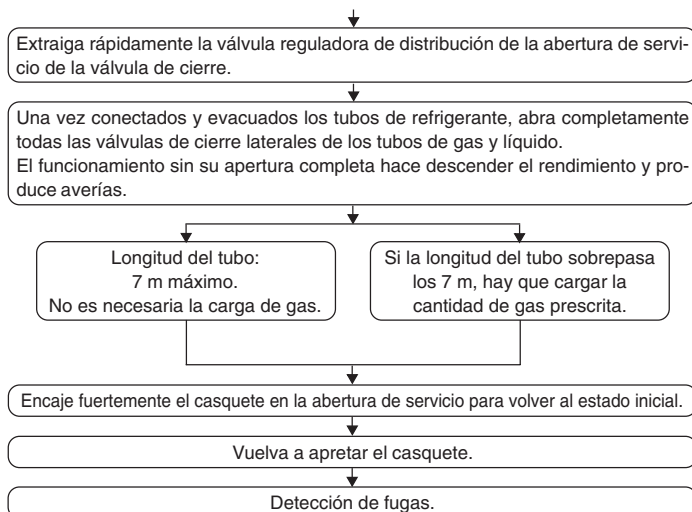 Extraiga rápidamente la válvula reguladora de distribución de la abertura de servi-
cio de la válvula de cierre.
Una vez conectados y evacuados los tubos de refrigerante, abra completamente
todas las válvulas de cierre laterales de los tubos de gas y líquido.
El funcionamiento sin su apertura completa hace descender el rendimiento y pro-
duce averías.
Longitud del tubo:
7 m máximo.
No es necesaria la carga de gas.
Si la longitud del tubo sobrepasa
los 7 m, hay que cargar la
cantidad de gas prescrita.
Encaje fuertemente el casquete en la abertura de servicio para volver al estado inicial.
Vuelva a apretar el casquete.
Detección de fugas.